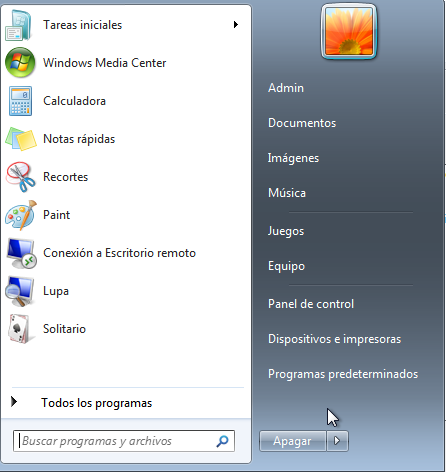 Tareas iniciales
Windows Media Center
Calculadora
Notas rápidas
Recortes
Paint
Conexión a Escritorio remoto
Lupa
Solitario
Todos los programas
Buscar programas y archivos
Admin
Documentos
Imágenes
Música
Juegos
Equipo
Panel de control
Dispositivos e impresoras
Programas predeterminados
Apagar